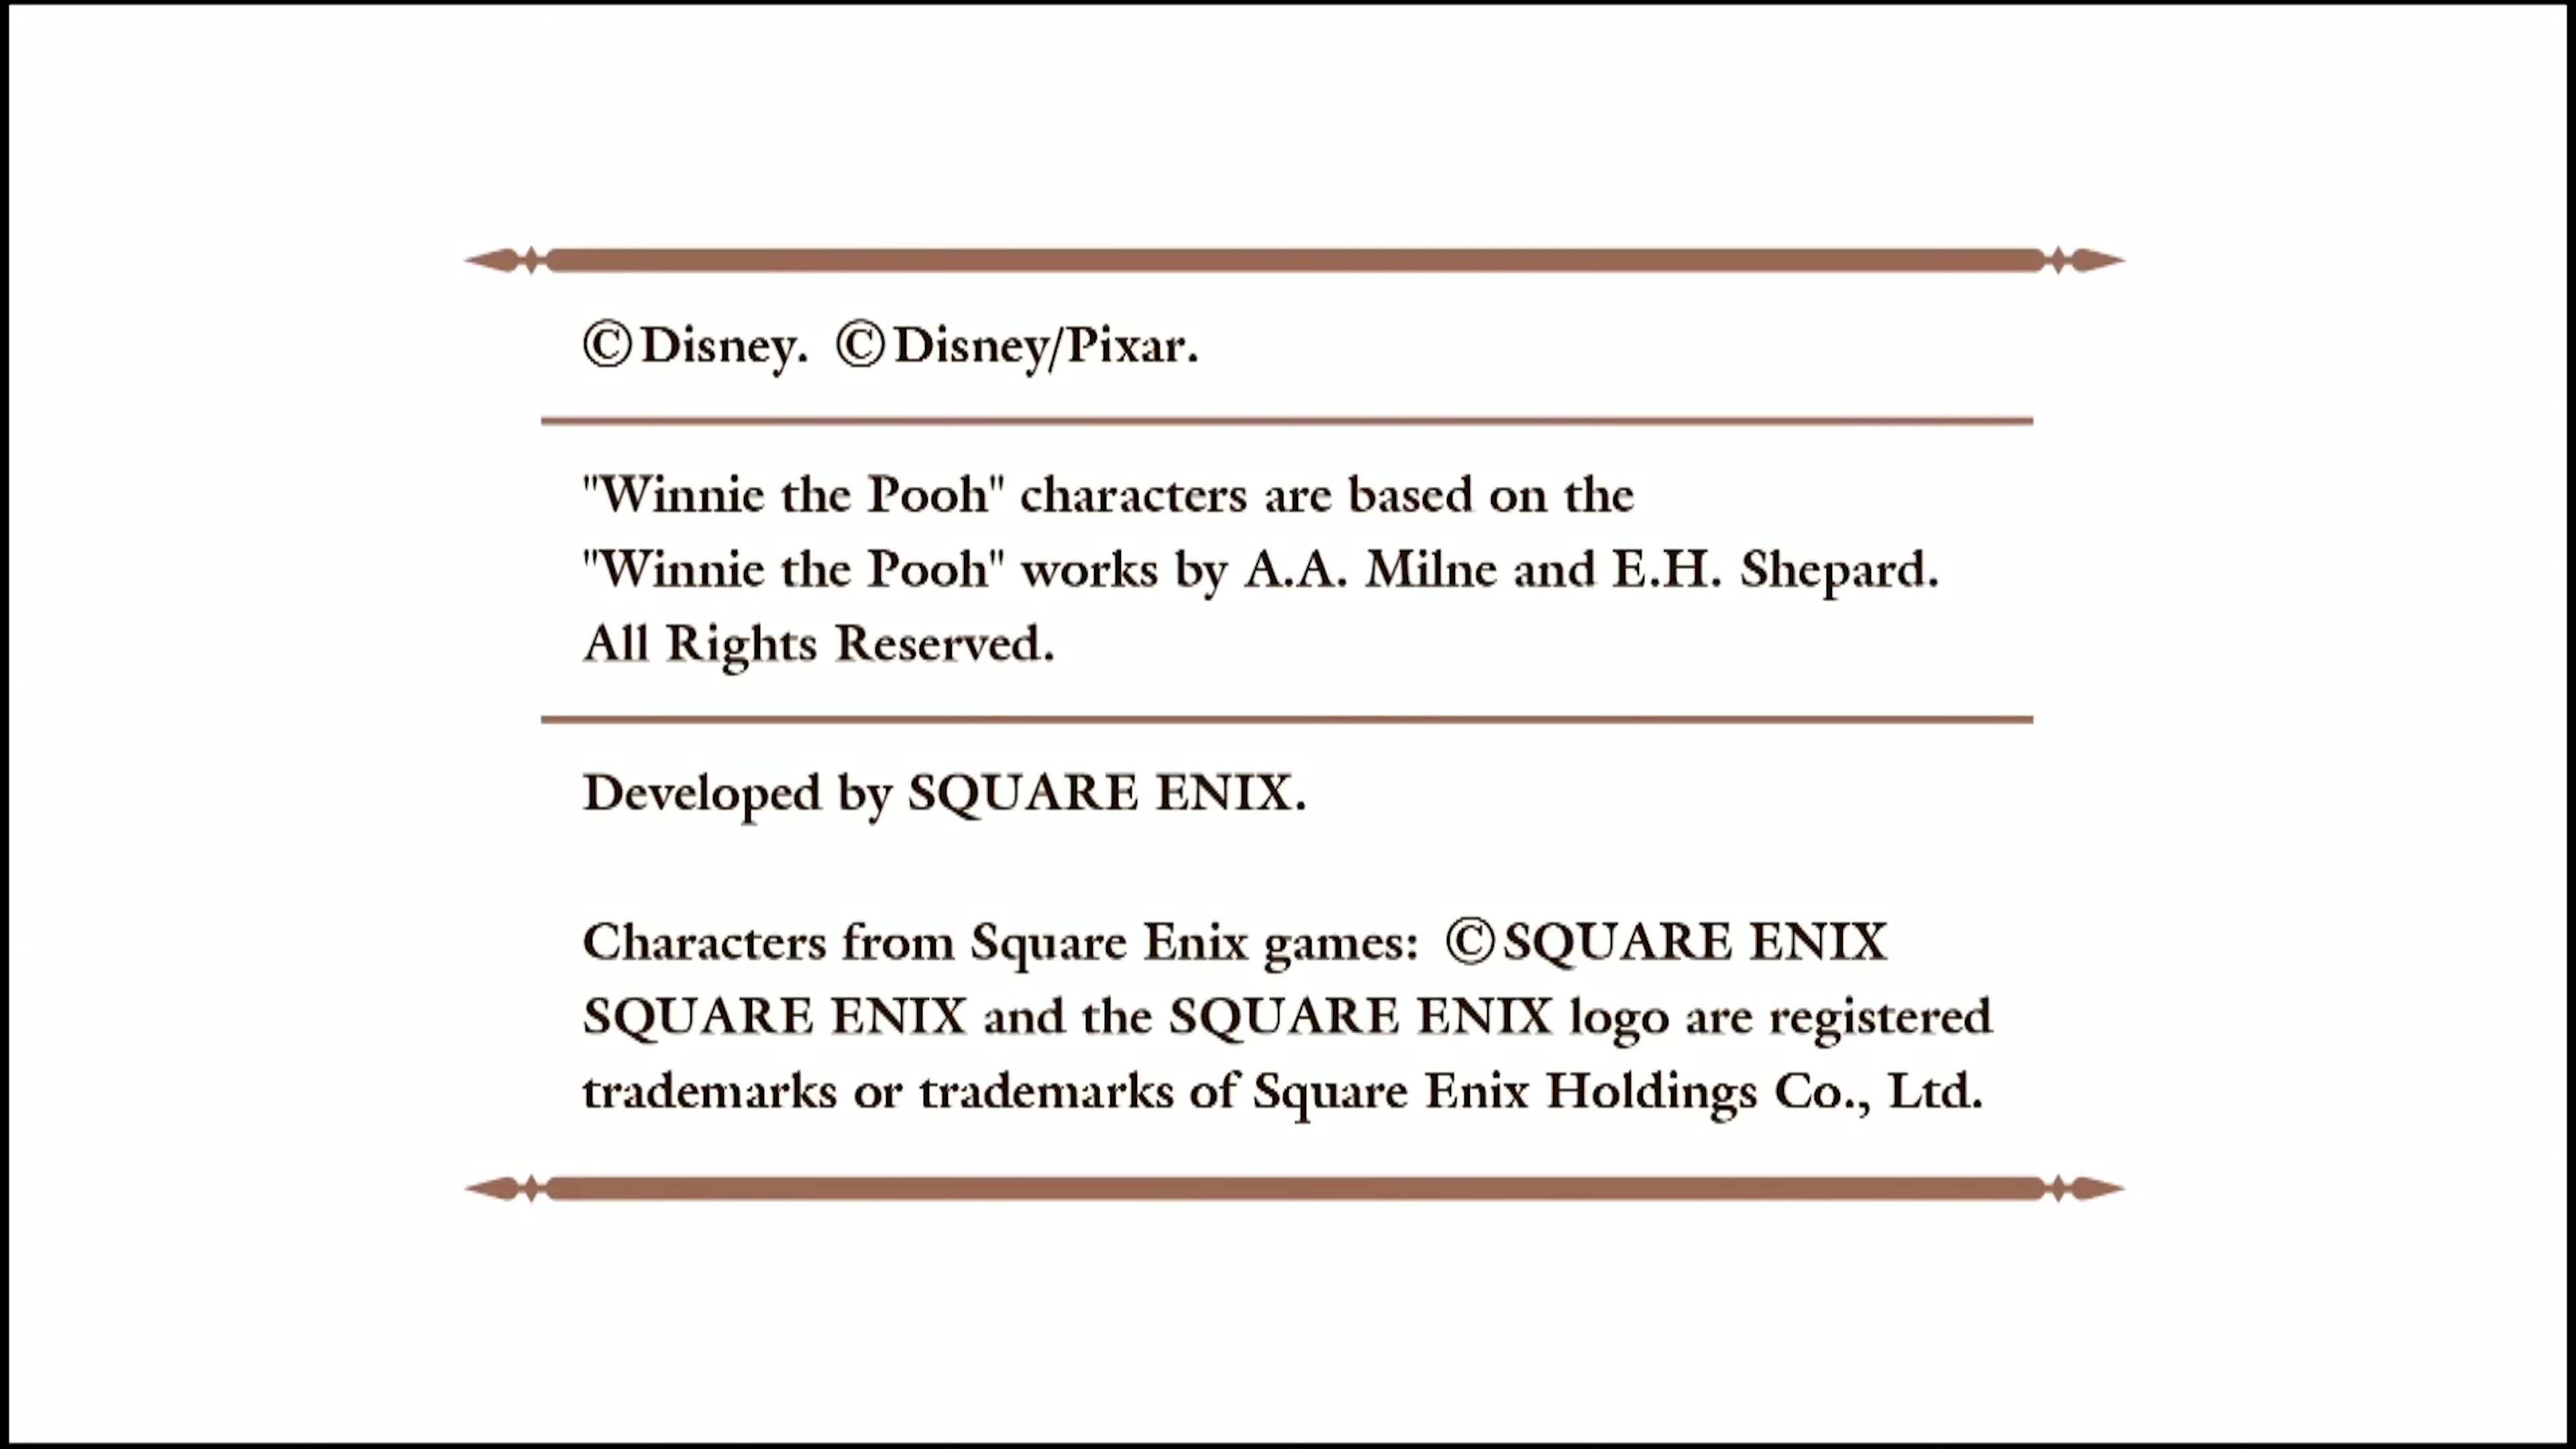 ©Disney. ©Disney/Pixar.
"Winnie the Pooh" characters are based on the
"Winnie the Pooh" works by A.A. Milne and E.H. Shepard.
All Rights Reserved.
Developed by SQUARE ENIX.
Characters from Square Enix games: ©SQUARE ENIX
SQUARE ENIX and the SQUARE ENIX logo are registered
trademarks or trademarks of Square Enix Holdings Co., Ltd.